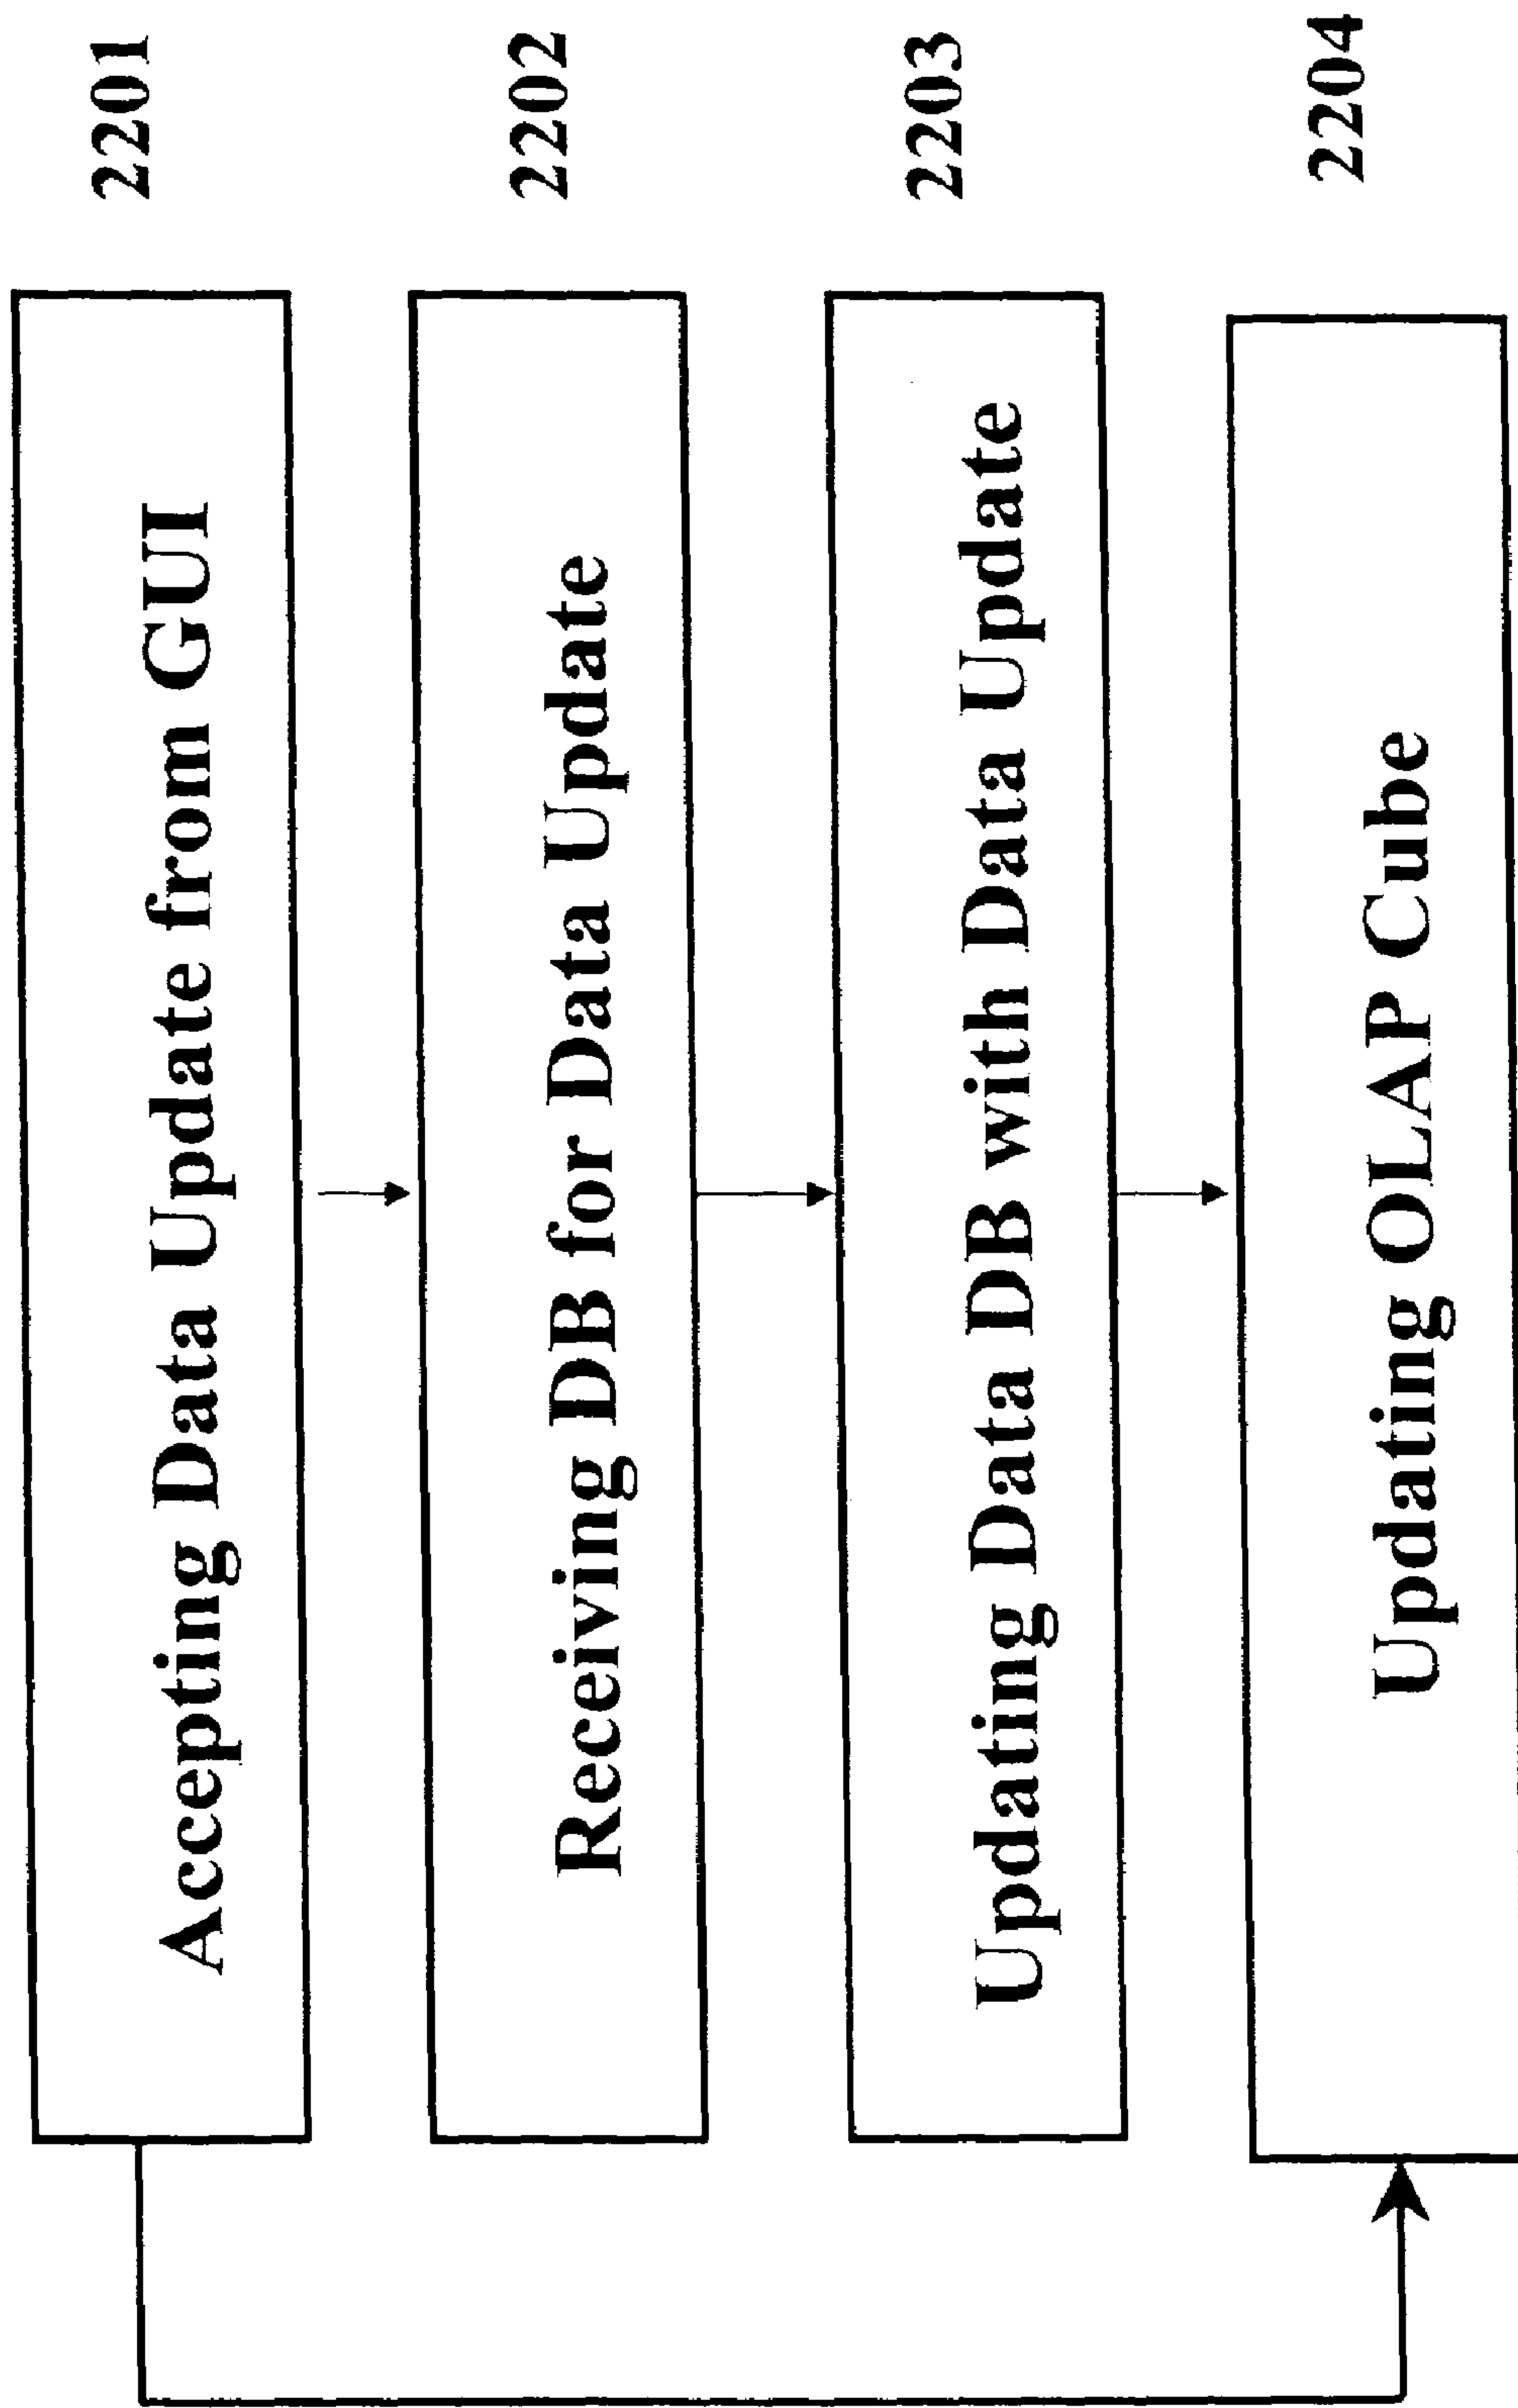 Accepting Data Update from GUI
2201
Receiving DB for Data Update
2202
Updating Data DB with Data Update
2203
Updating OLAP Cube
2204